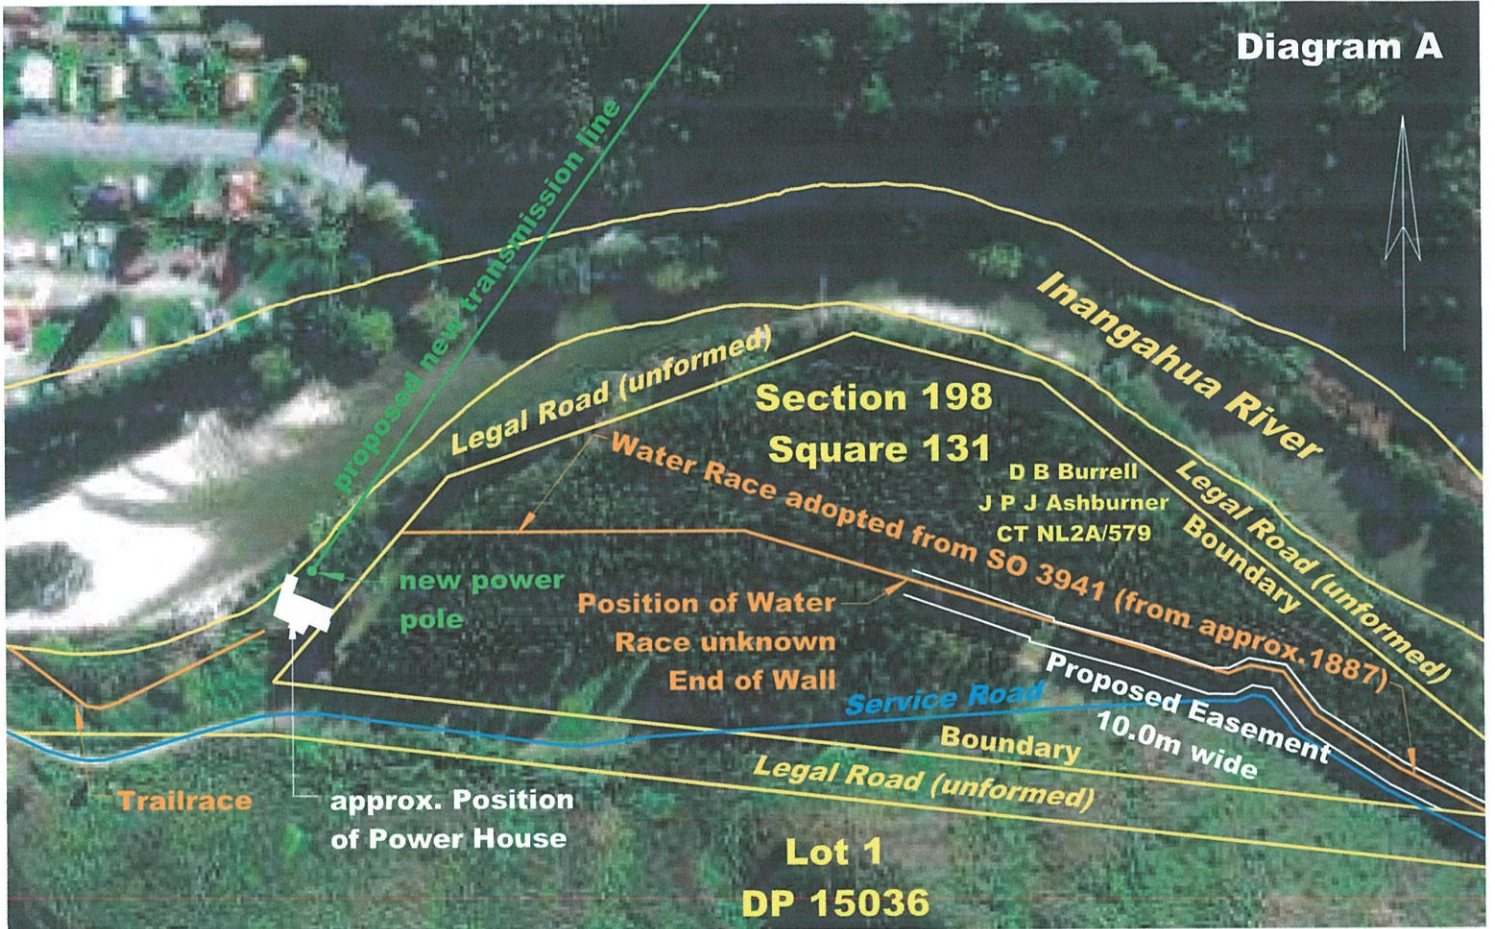 Diagram A
proposed new transmission line
Inangahua River
Legal Road (unformed)
Section 198
Square 131
D B Burrell
J P J Ashburner
CT NL2A/579
Legal Road (unformed)
Boundary
Water Race adopted from SO 3941 (from approx.1887)
new power
pole
Position of Water
Race unknown
End of Wall
Proposed Easement
10.0m wide
Service Road
Boundary
Legal Road (unformed)
Trailrace
approx. Position
of Power House
Lot 1
DP 15036